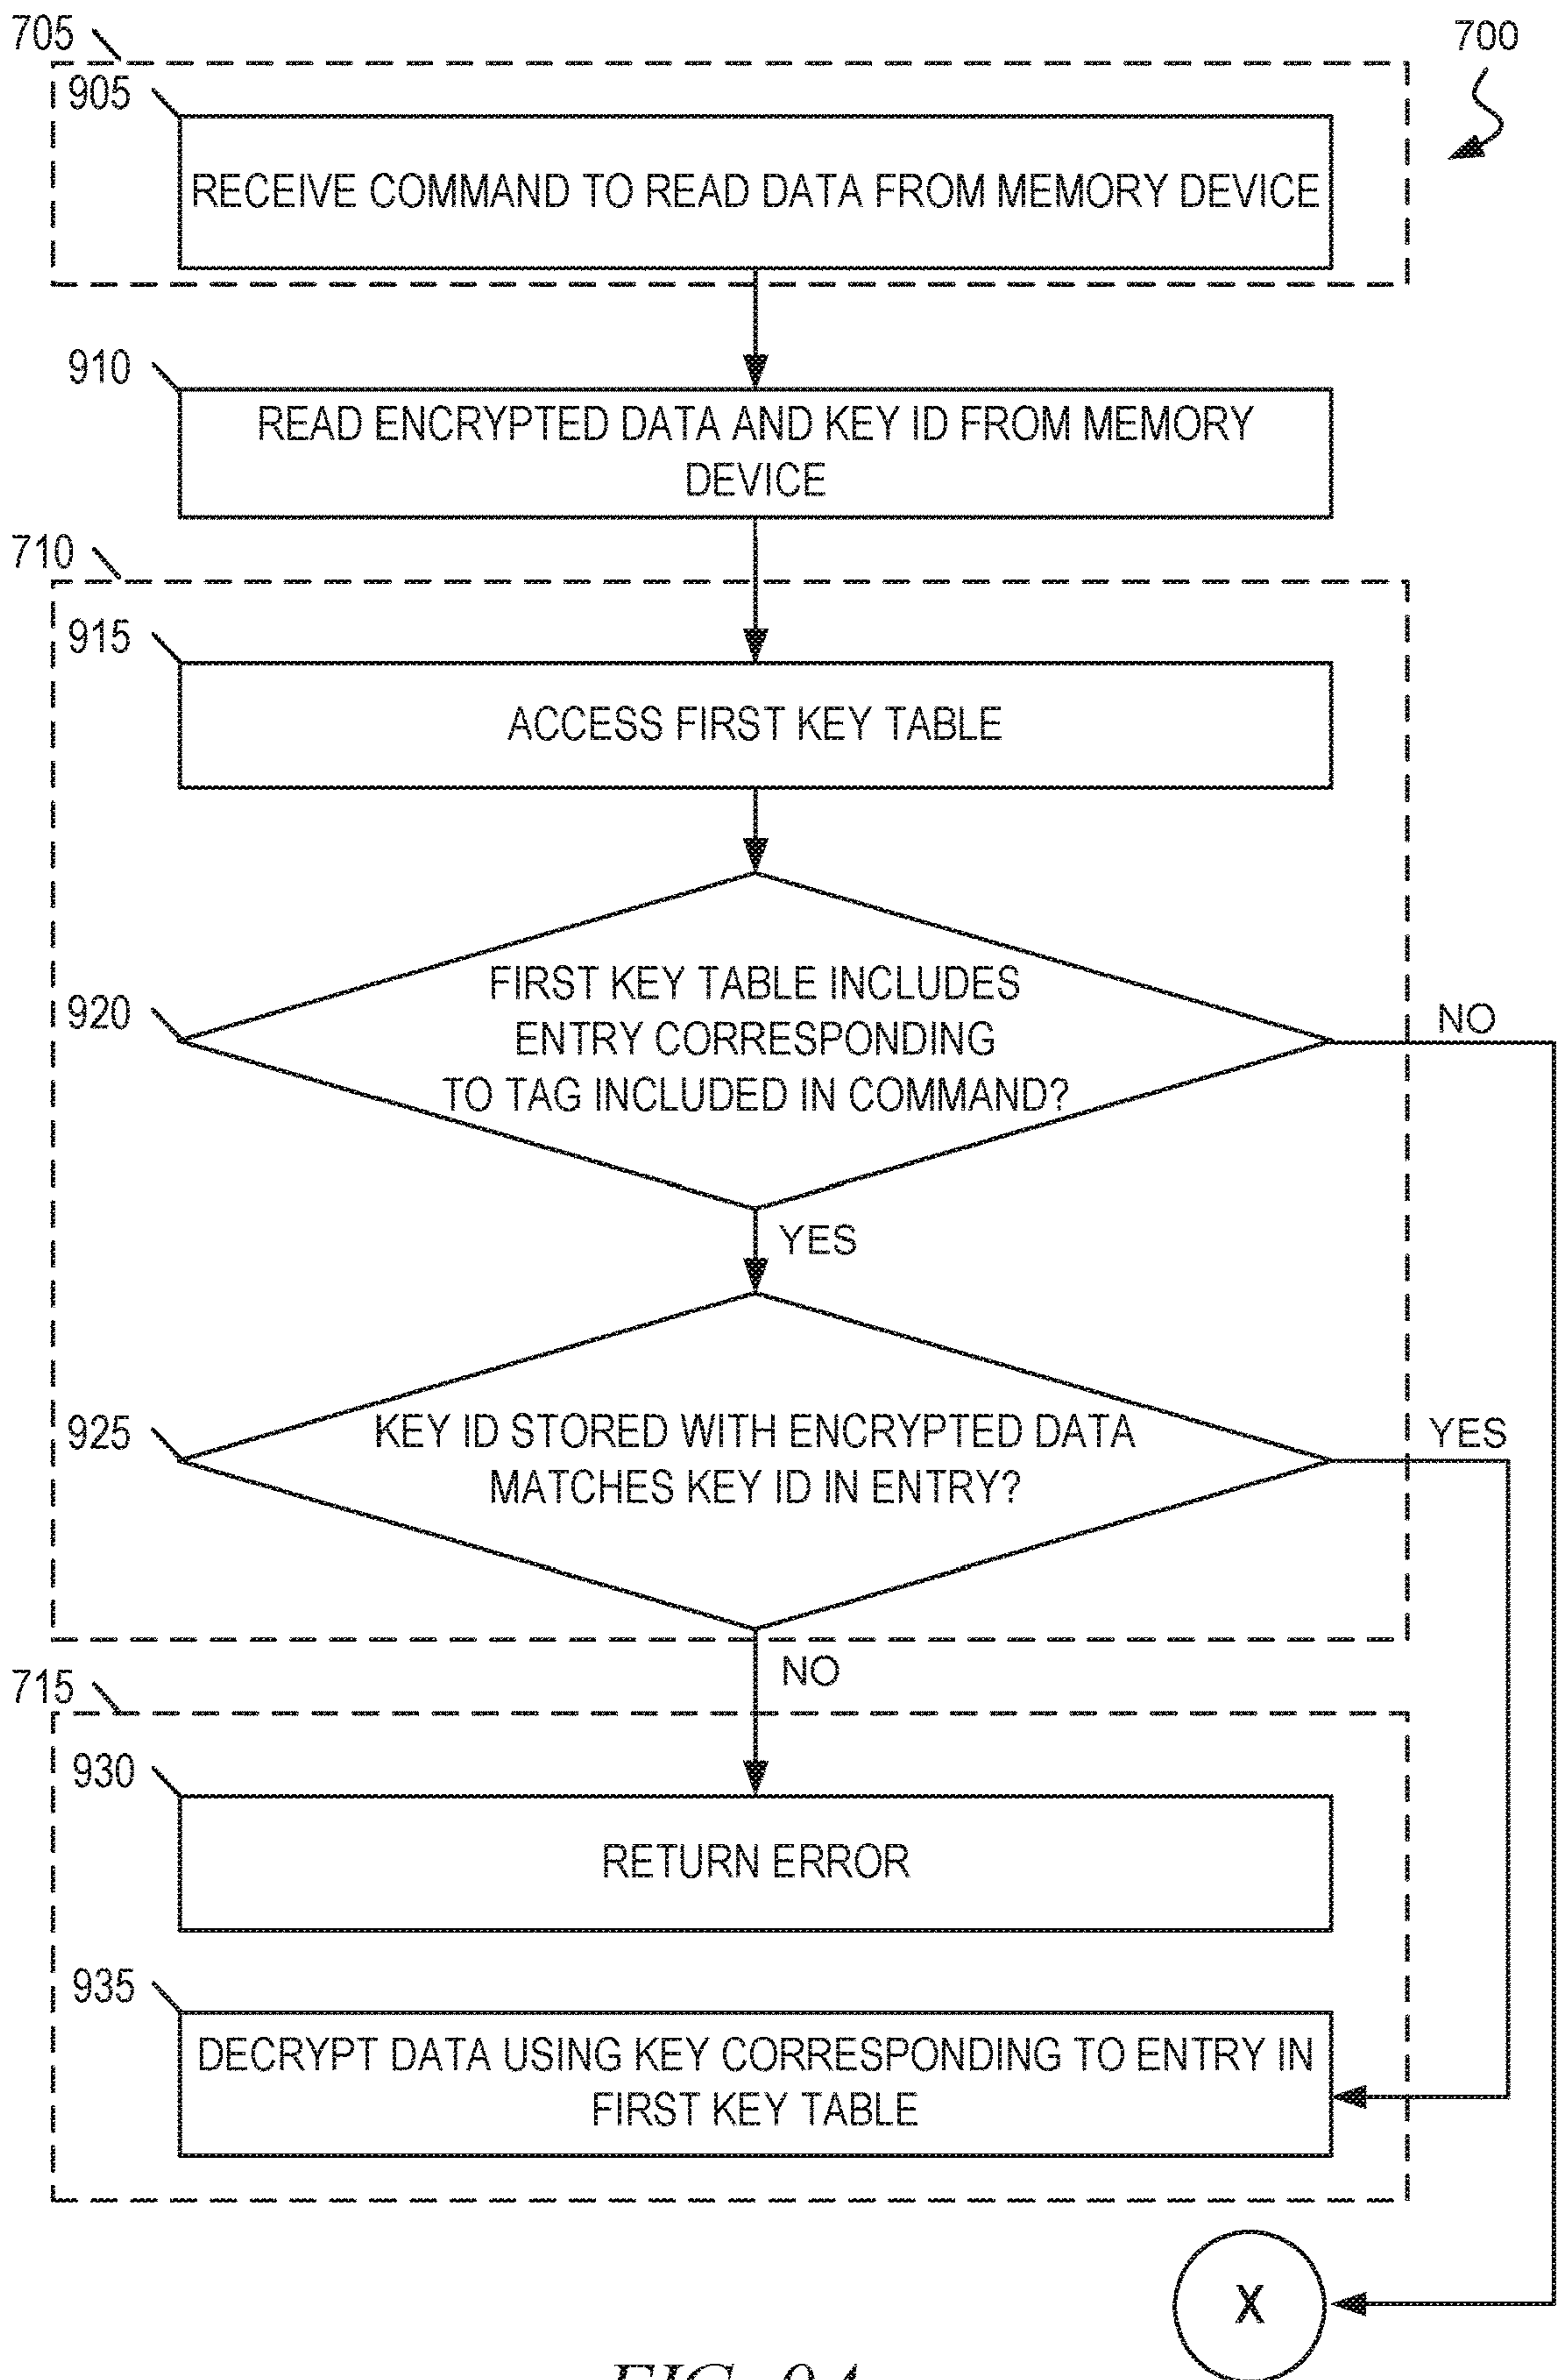 705
700
905
RECEIVE COMMAND TO READ DATA FROM MEMORY DEVICE
910
READ ENCRYPTED DATA AND KEY ID FROM MEMORY
DEVICE
710
915
ACCESS FIRST KEY TABLE
920
FIRST KEY TABLE INCLUDES
ENTRY CORRESPONDING
TO TAG INCLUDED IN COMMAND?
NO
YES
925
KEY ID STORED WITH ENCRYPTED DATA
MATCHES KEY ID IN ENTRY?
YES
NO
715
930
RETURN ERROR
935
DECRYPT DATA USING KEY CORRESPONDING TO ENTRY IN
FIRST KEY TABLE
X
FIG. 9A